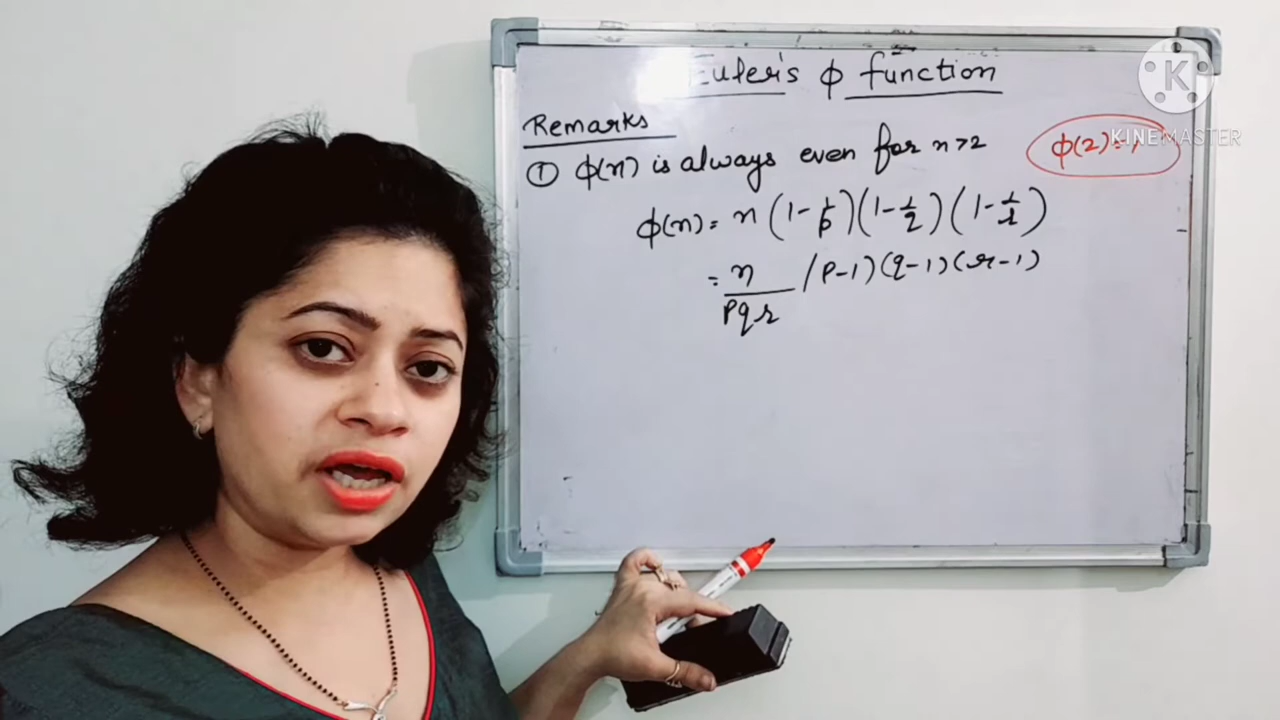 Euler's φ function
Remarks
① φ(n) is always even for n>2
φ(2)=1
φ(n) = n (1-1/p)(1-1/q)(1-1/r)
= n/pqr (p-1)(q-1)(r-1)
K
KINEMASTER